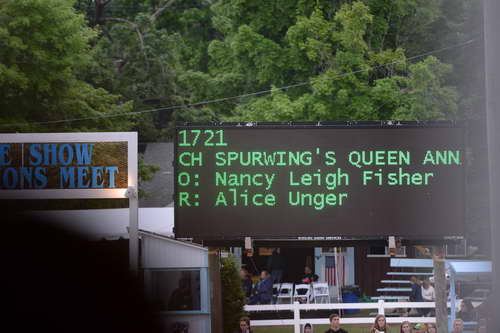 E SHOW
ONS MEET
1721
CH SPURWING'S QUEEN ANN
O: Nancy Leigh Fisher
R: Alice Unger